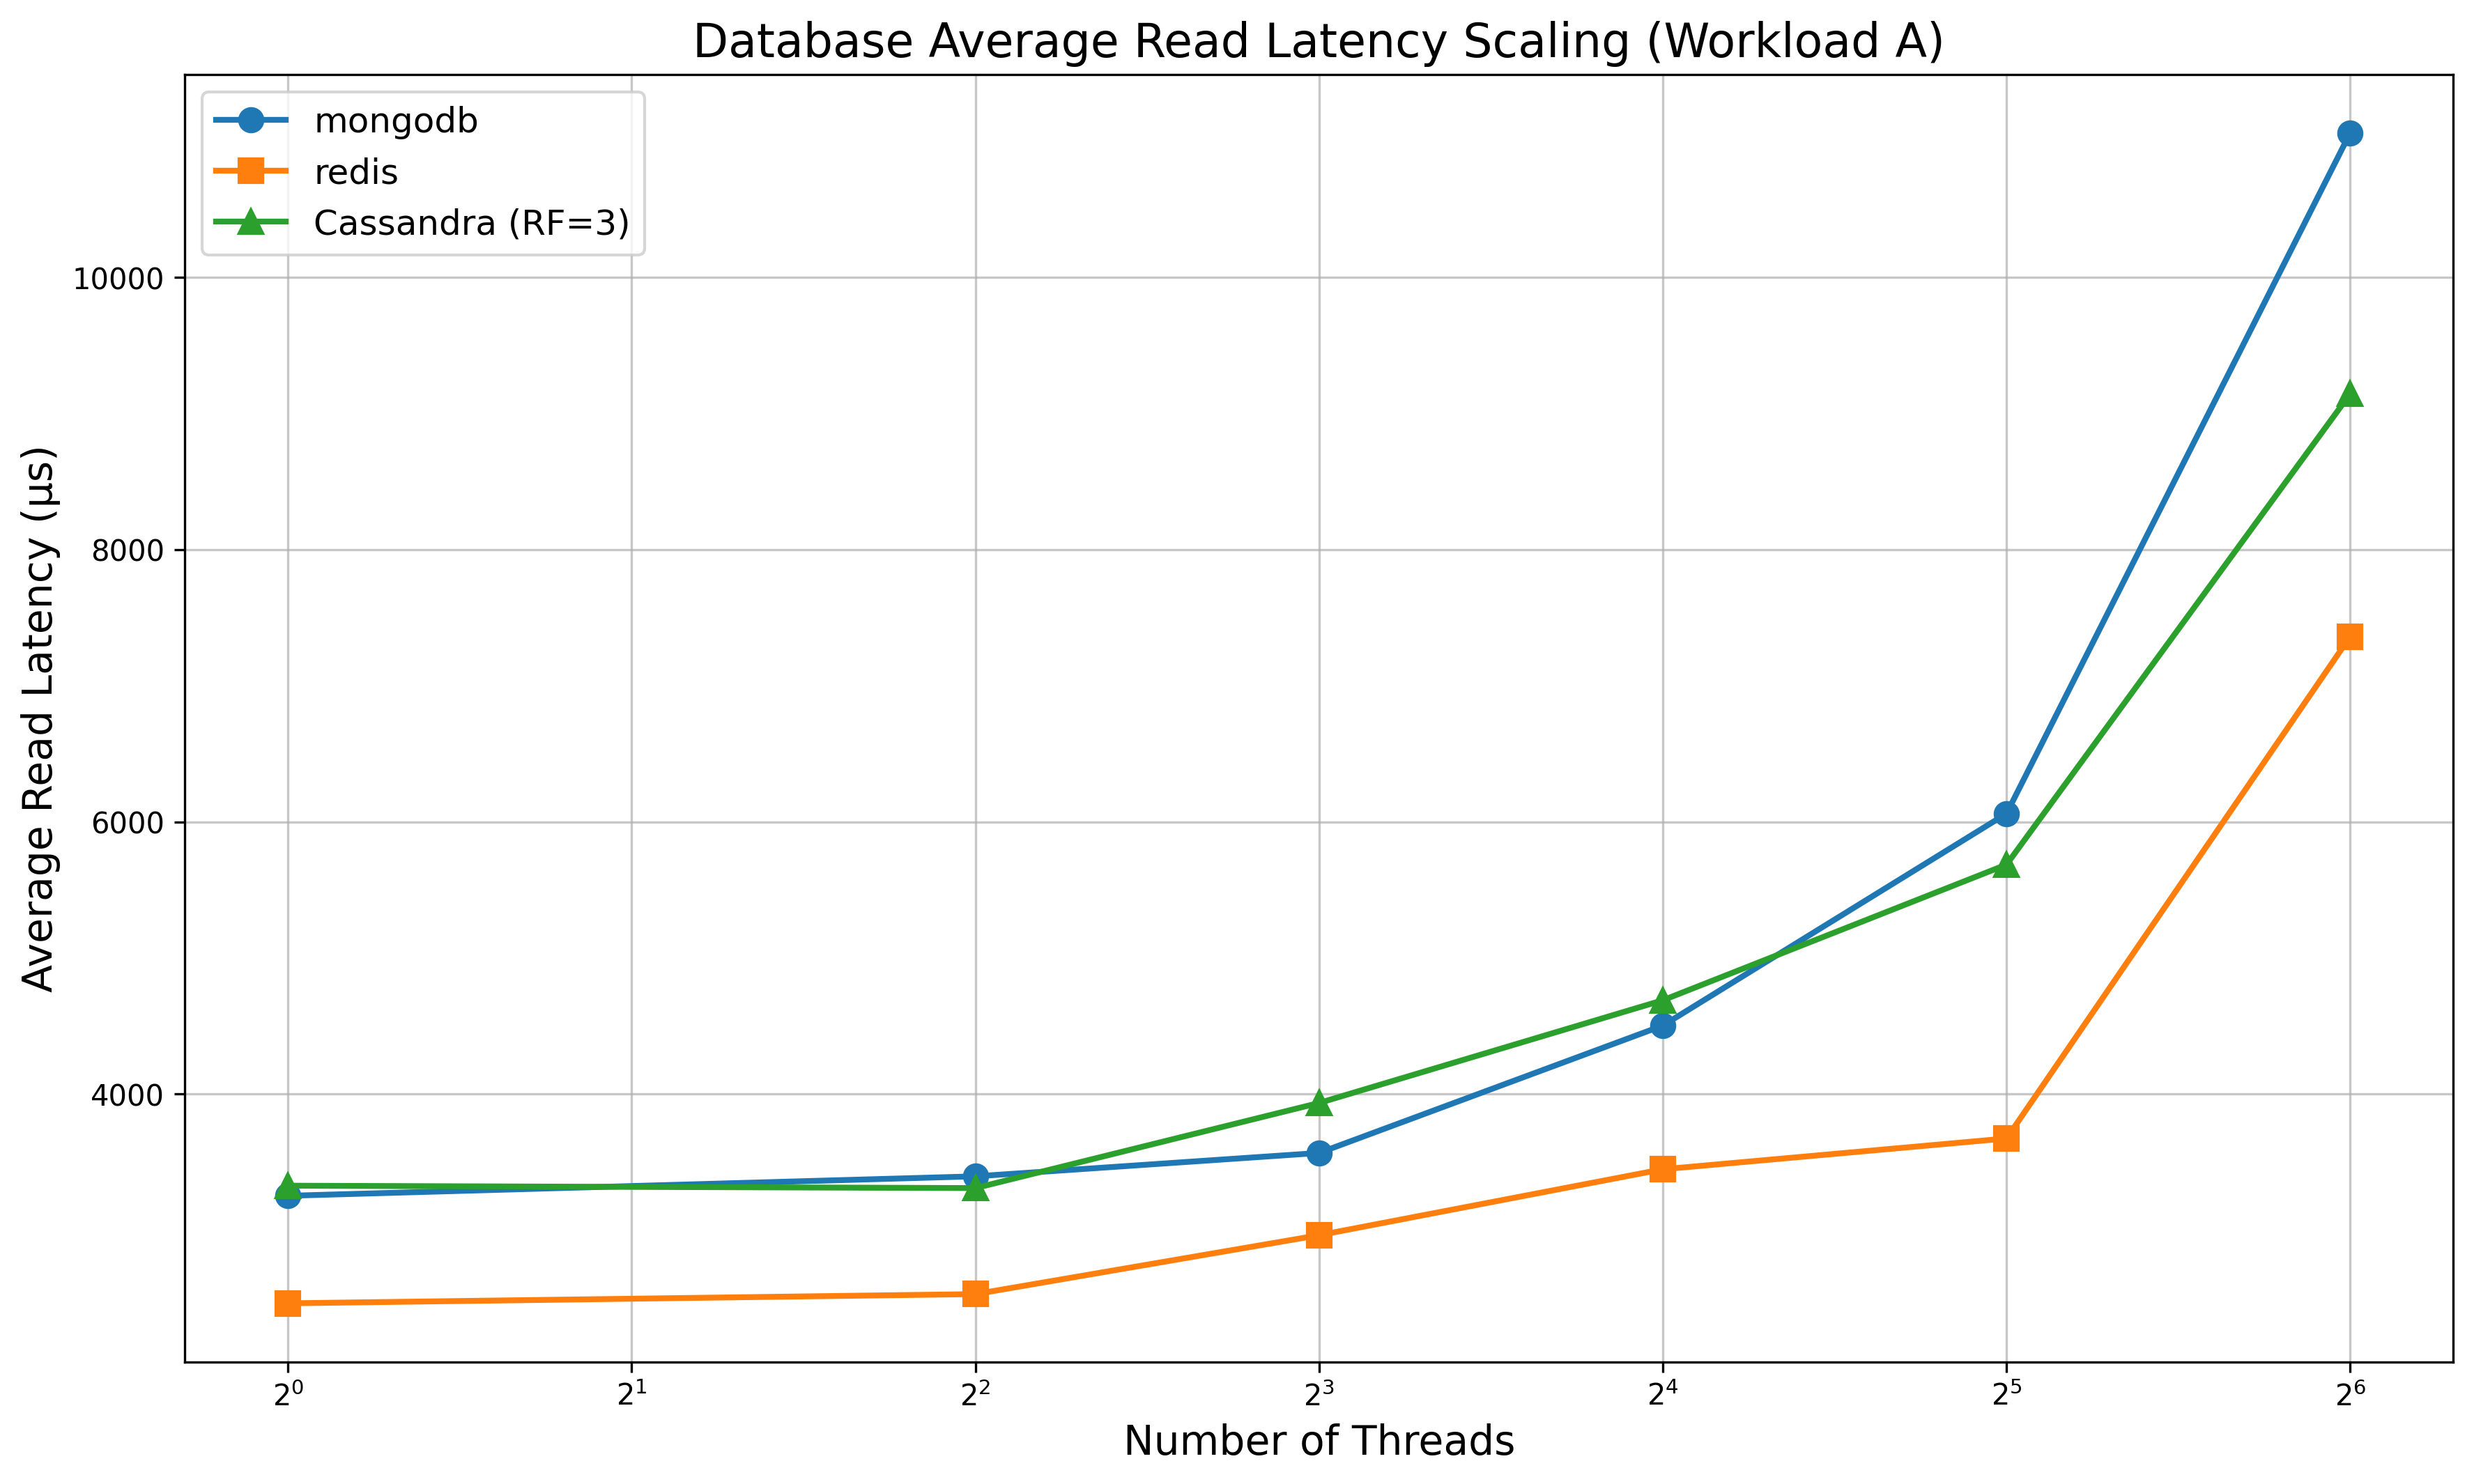 Database Average Read Latency Scaling (Workload A)
mongodb
redis
Cassandra (RF=3)
Average Read Latency (µs)
10000
8000
6000
4000
2⁰ 2¹ 2² 2³ 2⁴ 2⁵ 2⁶
Number of Threads